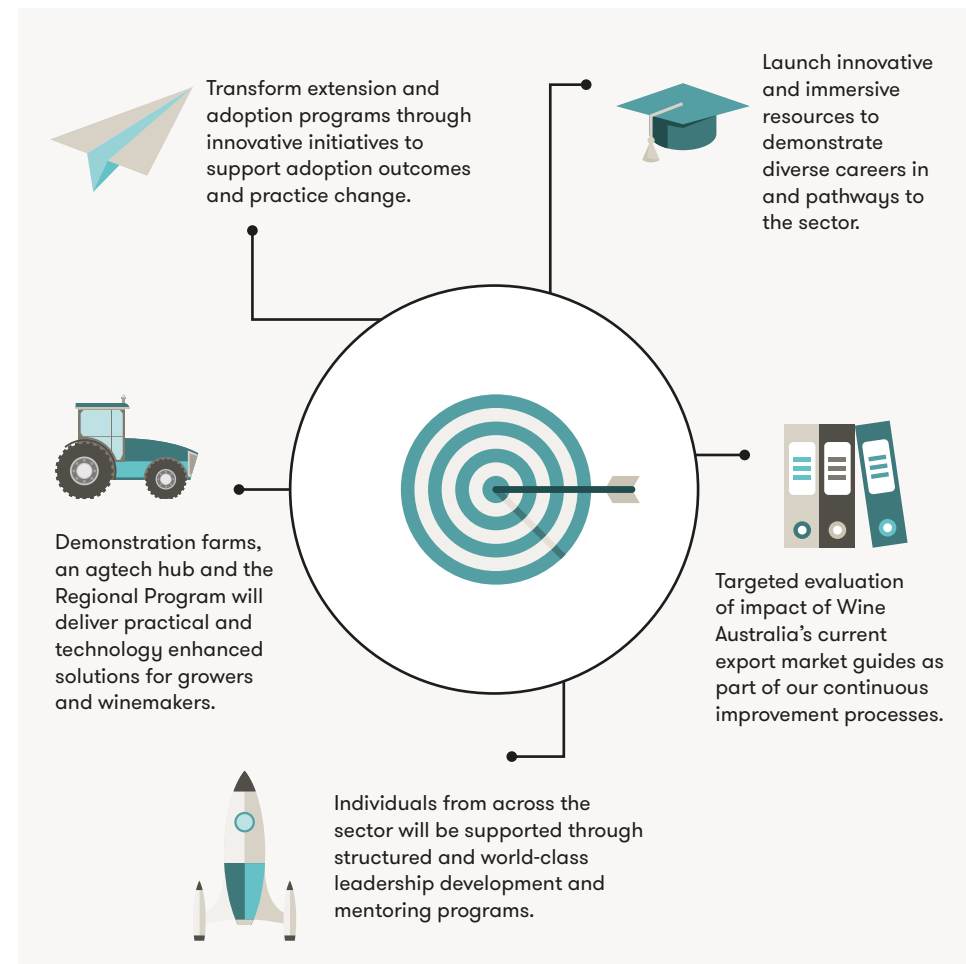 Transform extension and
adoption programs through
innovative initiatives to
support adoption outcomes
and practice change.
Launch innovative
and immersive
resources to
demonstrate
diverse careers in
and pathways to
the sector.
Demonstration farms,
an agtech hub and the
Regional Program will
deliver practical and
technology enhanced
solutions for growers
and winemakers.
Targeted evaluation
of impact of Wine
Australia’s current
export market guides as
part of our continuous
improvement processes.
Individuals from across the
sector will be supported through
structured and world-class
leadership development and
mentoring programs.